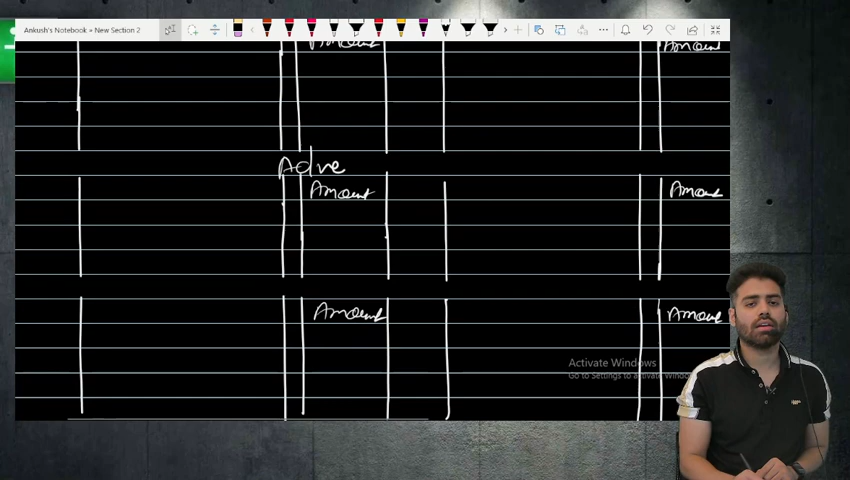 Ankush's Notebook » New Section 2
Amount Amount
Adve
Amount Amount
Amount Amount
Activate Windows
Go to Settings to activate Windows